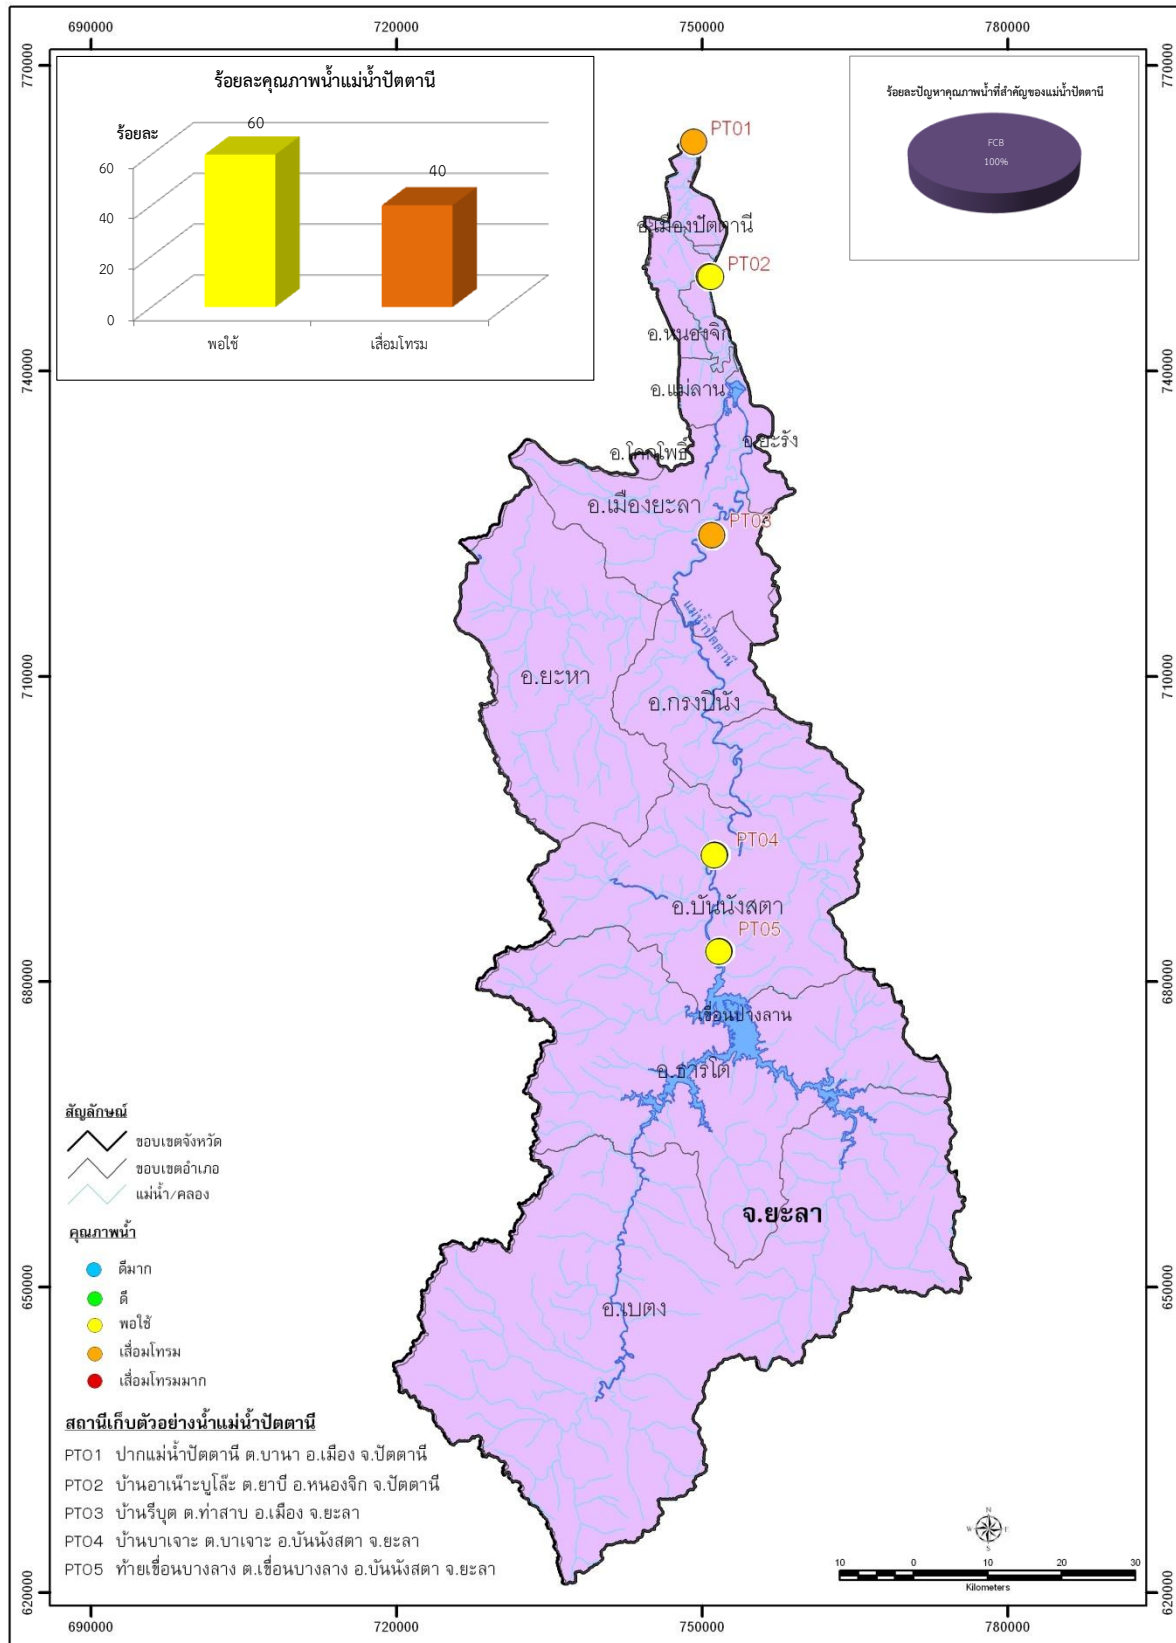 690000
720000
750000
780000
770000
740000
710000
680000
650000
620000
770000
740000
710000
680000
650000
620000
ร้อยละคุณภาพน้ำแม่น้ำปัตตานี
ร้อยละ
60
40
60
40
20
0
พอใช้
เสื่อมโทรม
ร้อยละปัญหาคุณภาพน้ำที่สำคัญของแม่น้ำปัตตานี
FCB
100%
PT01
อ.เมืองปัตตานี
PT02
อ.หนองจิก
อ.แม่ลาน
อ.ยะรัง
อ.โคกโพธิ์
อ.เมืองยะลา
PT03
แม่น้ำปัตตานี
อ.ยะหา
อ.กรงปินัง
PT04
อ.บันนังสตา
PT05
เขื่อนบางลาน
อ.ธารโต
จ.ยะลา
อ.เบตง
สัญลักษณ์
ขอบเขตจังหวัด
ขอบเขตอำเภอ
แม่น้ำ/คลอง
คุณภาพน้ำ
ดีมาก
ดี
พอใช้
เสื่อมโทรม
เสื่อมโทรมมาก
สถานีเก็บตัวอย่างน้ำแม่น้ำปัตตานี
PT01 ปากแม่น้ำปัตตานี ต.บานา อ.เมือง จ.ปัตตานี
PT02 บ้านอาเน๊าะบูโล๊ะ ต.ยาบี อ.หนองจิก จ.ปัตตานี
PT03 บ้านรีบุต ต.ท่าสาบ อ.เมือง จ.ยะลา
PT04 บ้านบาเจาะ ต.บาเจาะ อ.บันนังสตา จ.ยะลา
PT05 ท้ายเขื่อนบางลาง ต.เขื่อนบางลาง อ.บันนังสตา จ.ยะลา
N
W
E
S
10 0 10 20 30
Kilometers
690000
720000
750000
780000